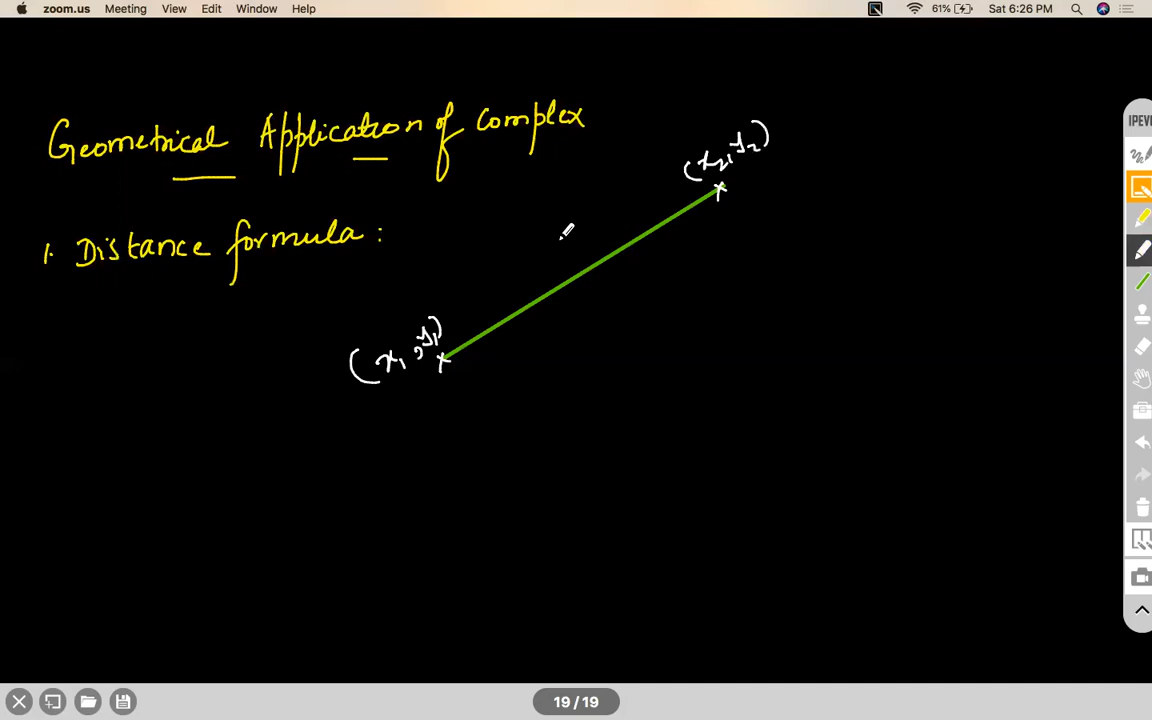 zoom.us Meeting View Edit Window Help 61% Sat 6:26 PM
Geometrical Application of complex
(x2, y2)
1. Distance formula :
(x1, y1)
IPEV
19 / 19